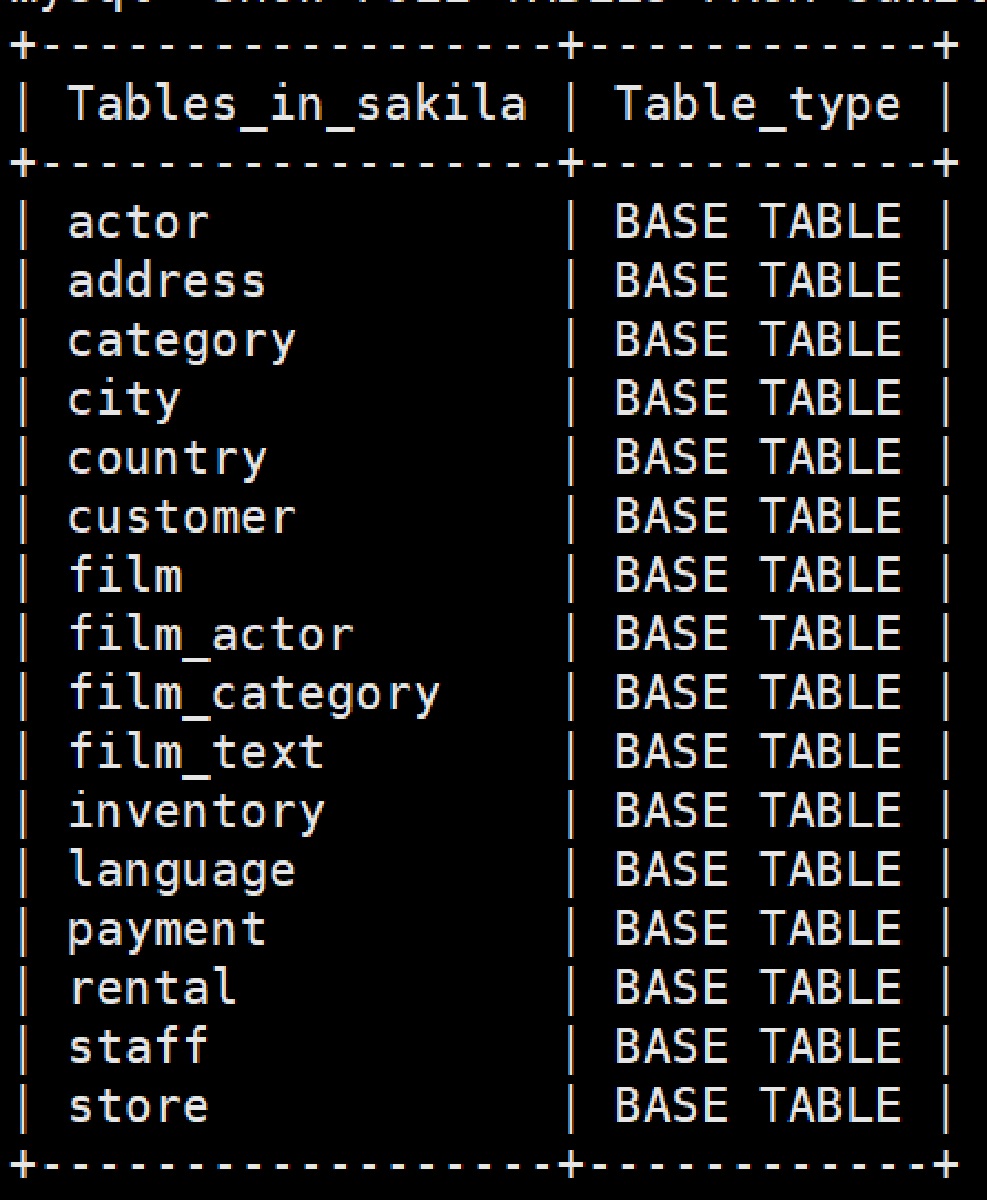 +------------------+------------+
| Tables_in_sakila | Table_type |
+------------------+------------+
| actor            | BASE TABLE |
| address          | BASE TABLE |
| category         | BASE TABLE |
| city             | BASE TABLE |
| country          | BASE TABLE |
| customer         | BASE TABLE |
| film             | BASE TABLE |
| film_actor       | BASE TABLE |
| film_category    | BASE TABLE |
| film_text        | BASE TABLE |
| inventory        | BASE TABLE |
| language         | BASE TABLE |
| payment          | BASE TABLE |
| rental           | BASE TABLE |
| staff            | BASE TABLE |
| store            | BASE TABLE |
+------------------+------------+